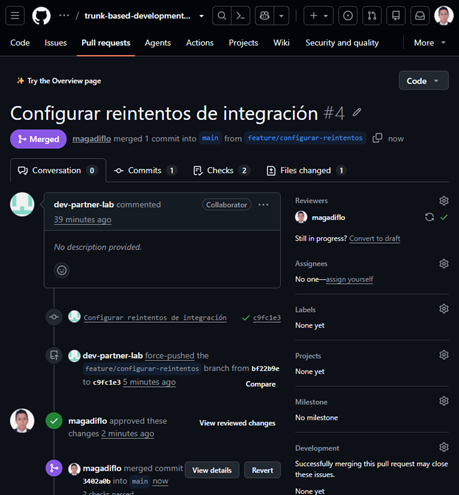 / trunk-based-development...
Code Issues Pull requests Agents Actions Projects Wiki Security and quality More
Try the Overview page
Code
Configurar reintentos de integración #4
Merged magadiflo merged 1 commit into main from feature/configurar-reintentos now
Conversation 0 Commits 1 Checks 2 Files changed 1
dev-partner-lab commented
39 minutes ago
Collaborator
No description provided.
Configurar reintentos de integración c9fc1e3
dev-partner-lab force-pushed the
feature/configurar-reintentos branch from bf22b9e
to c9fc1e3 5 minutes ago
Compare
magadiflo approved these
changes 2 minutes ago
View reviewed changes
magadiflo merged commit
3402a0b into main now
View details Revert
2 checks passed
Reviewers
magadiflo
Still in progress? Convert to draft
Assignees
No one—assign yourself
Labels
None yet
Projects
None yet
Milestone
No milestone
Development
Successfully merging this pull request may close
these issues.
None yet